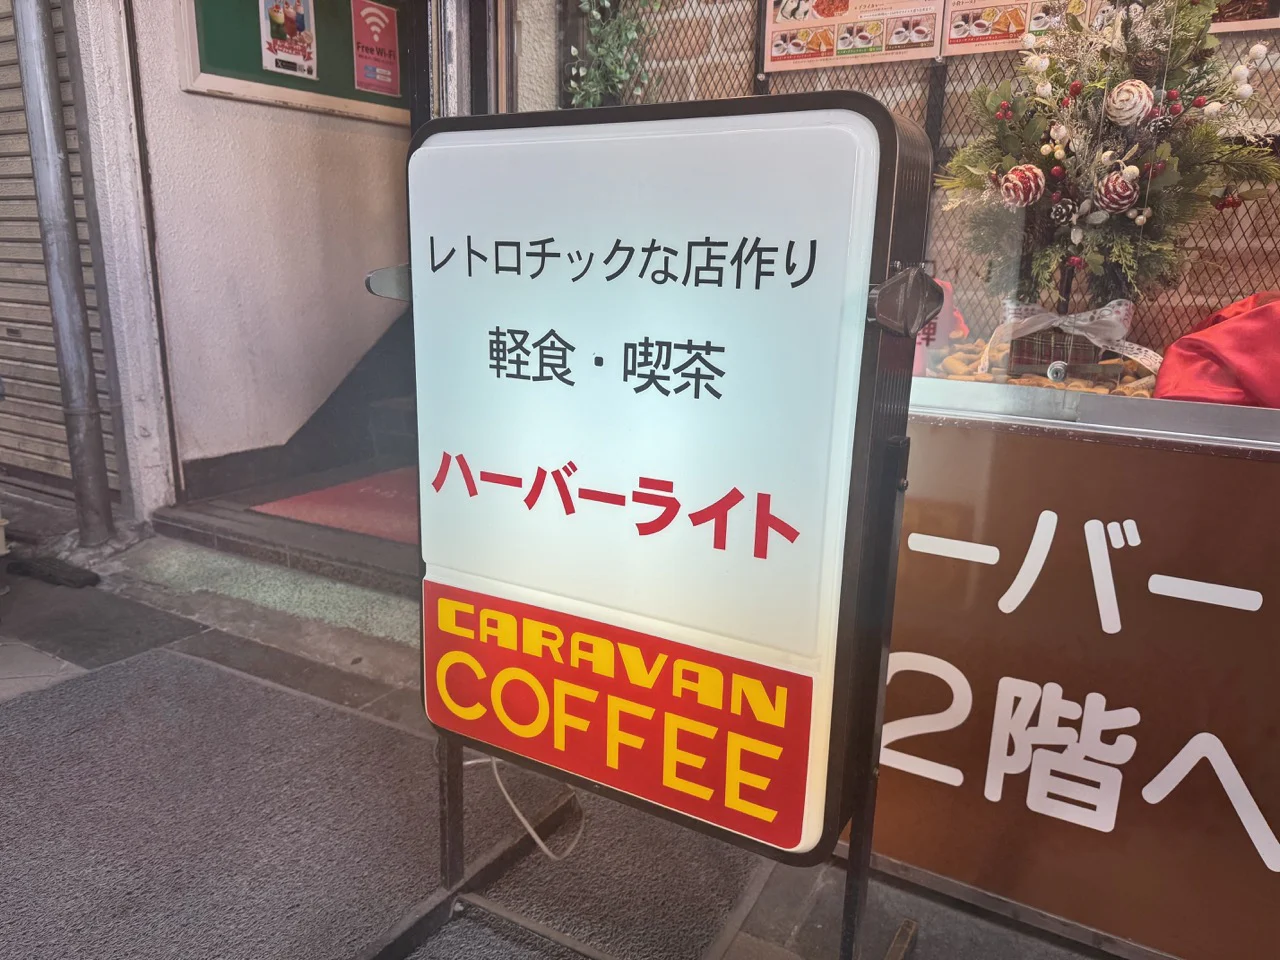 Free Wi-Fi
レトロチックな店作り
軽食・喫茶
ハーバーライト
CARAVAN
COFFEE
ーバー
2階へ